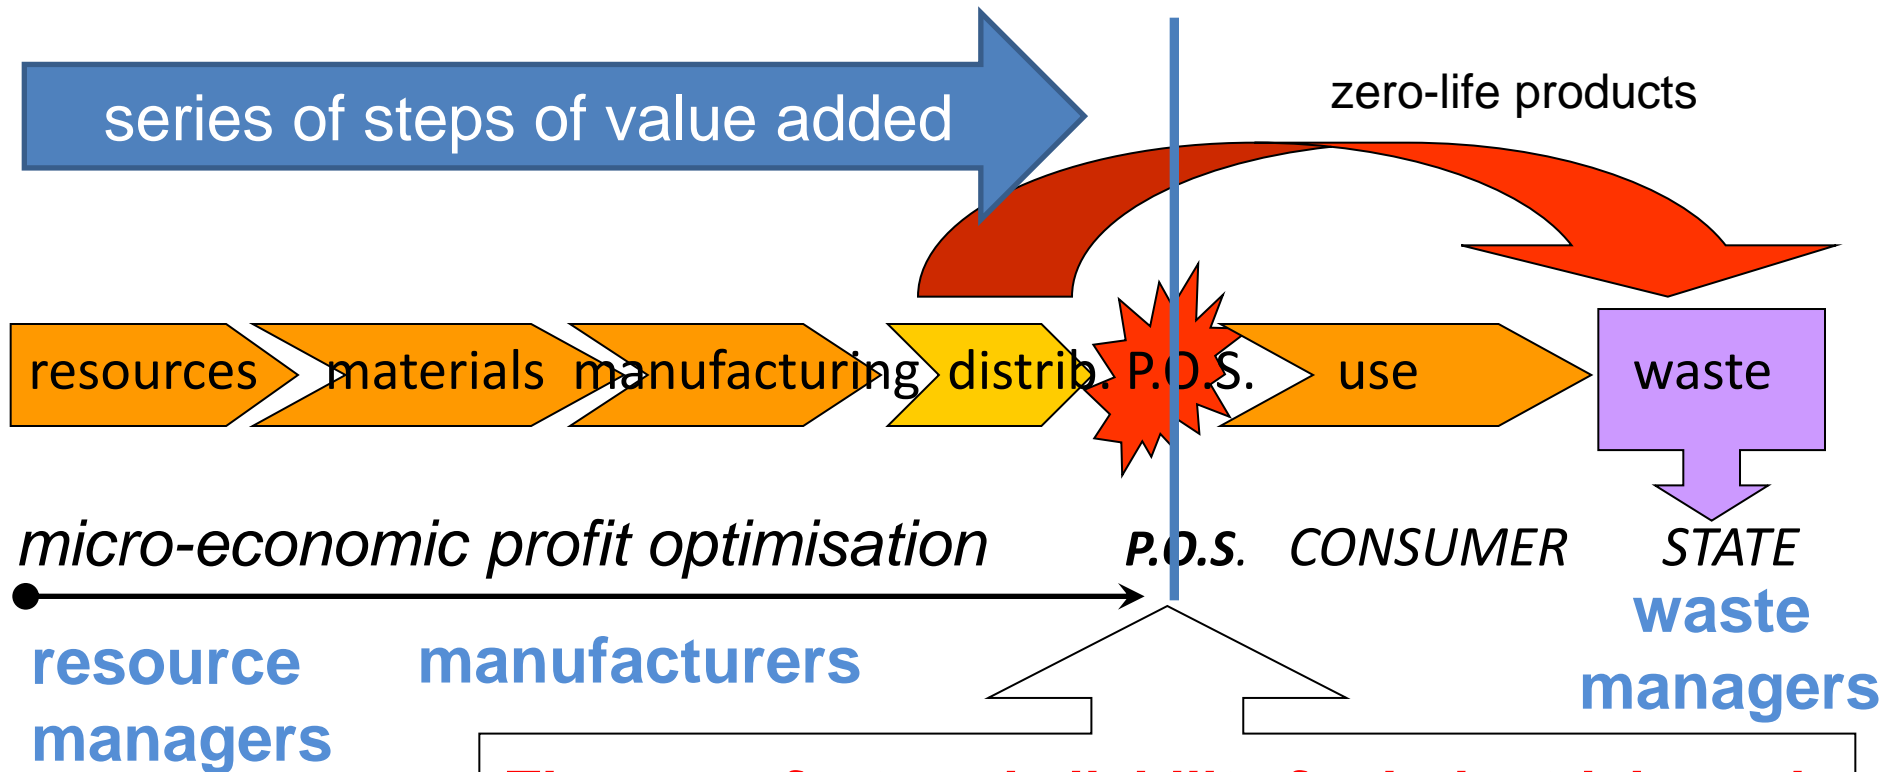 series of steps of value added
zero-life products
resources materials manufacturing distrib. P.O.S. use waste
micro-economic profit optimisation P.O.S. CONSUMER STATE
resource
managers
manufacturers
waste
managers